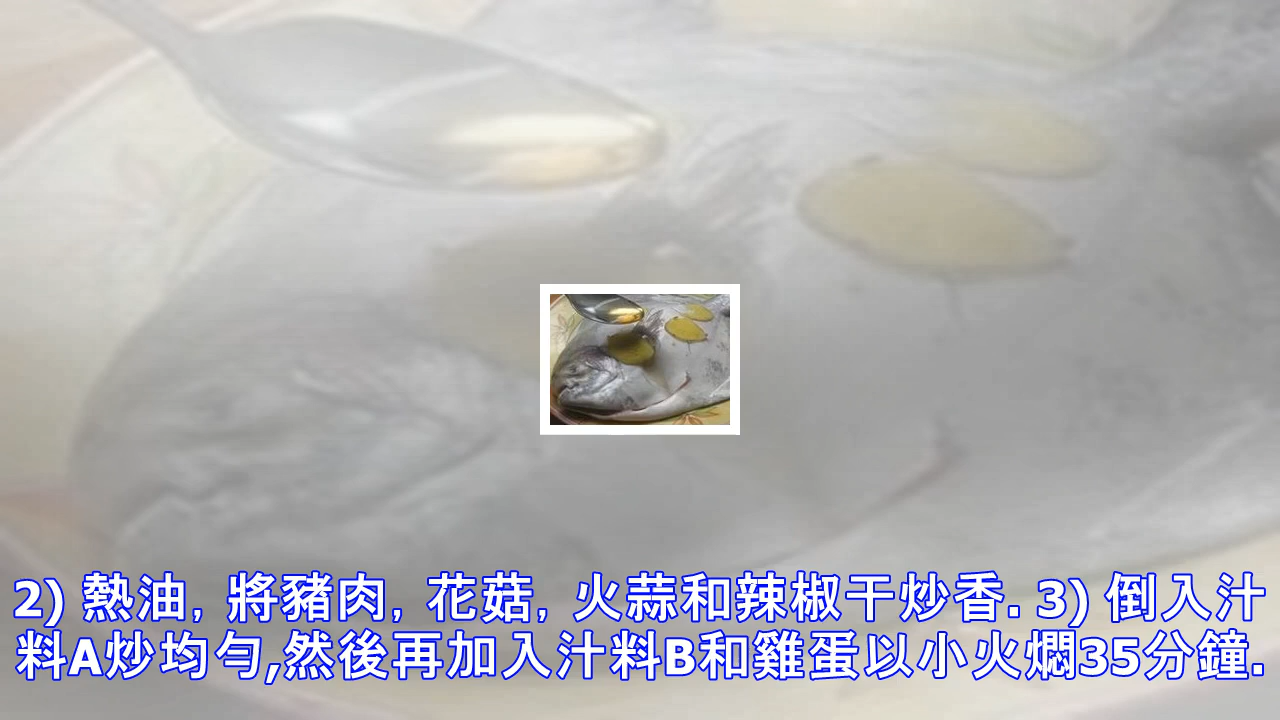 2) 熱油, 將豬肉, 花菇, 火蒜和辣椒干炒香. 3) 倒入汁
料A炒均勻,然後再加入汁料B和雞蛋以小火燜35分鐘.